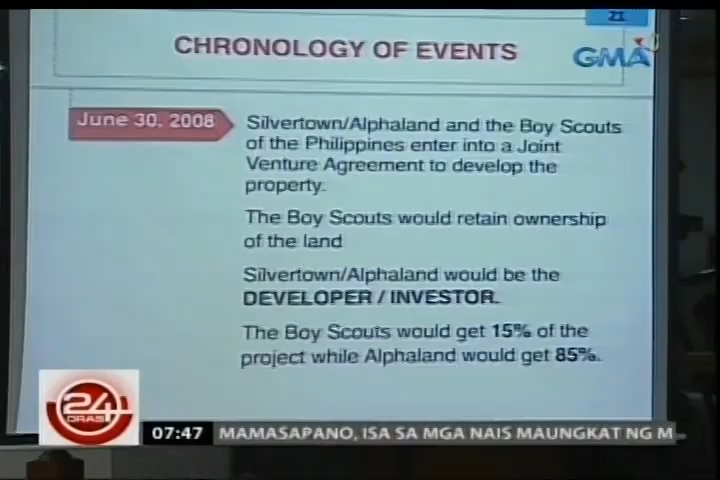 21
CHRONOLOGY OF EVENTS
GMA
June 30, 2008
Silvertown/Alphaland and the Boy Scouts
of the Philippines enter into a Joint
Venture Agreement to develop the
property.
The Boy Scouts would retain ownership
of the land
Silvertown/Alphaland would be the
DEVELOPER / INVESTOR.
The Boy Scouts would get 15% of the
project while Alphaland would get 85%.
24
ORAS
07:47
MAMASAPANO, ISA SA MGA NAIS MAUNGKAT NG M